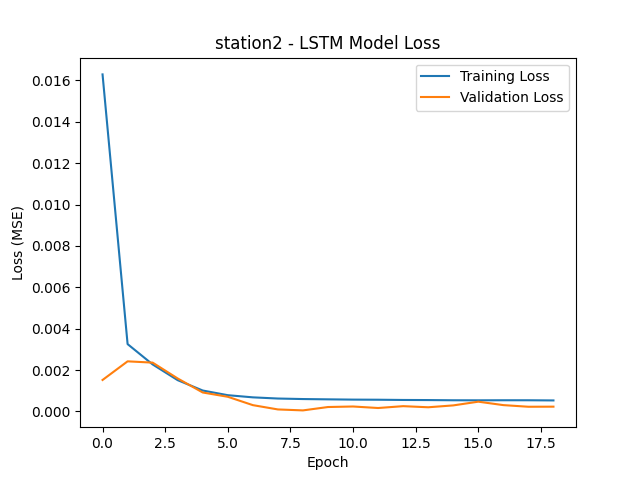 station2 - LSTM Model Loss
Training Loss
Validation Loss
Loss (MSE)
0.016
0.014
0.012
0.010
0.008
0.006
0.004
0.002
0.000
0.0 2.5 5.0 7.5 10.0 12.5 15.0 17.5
Epoch